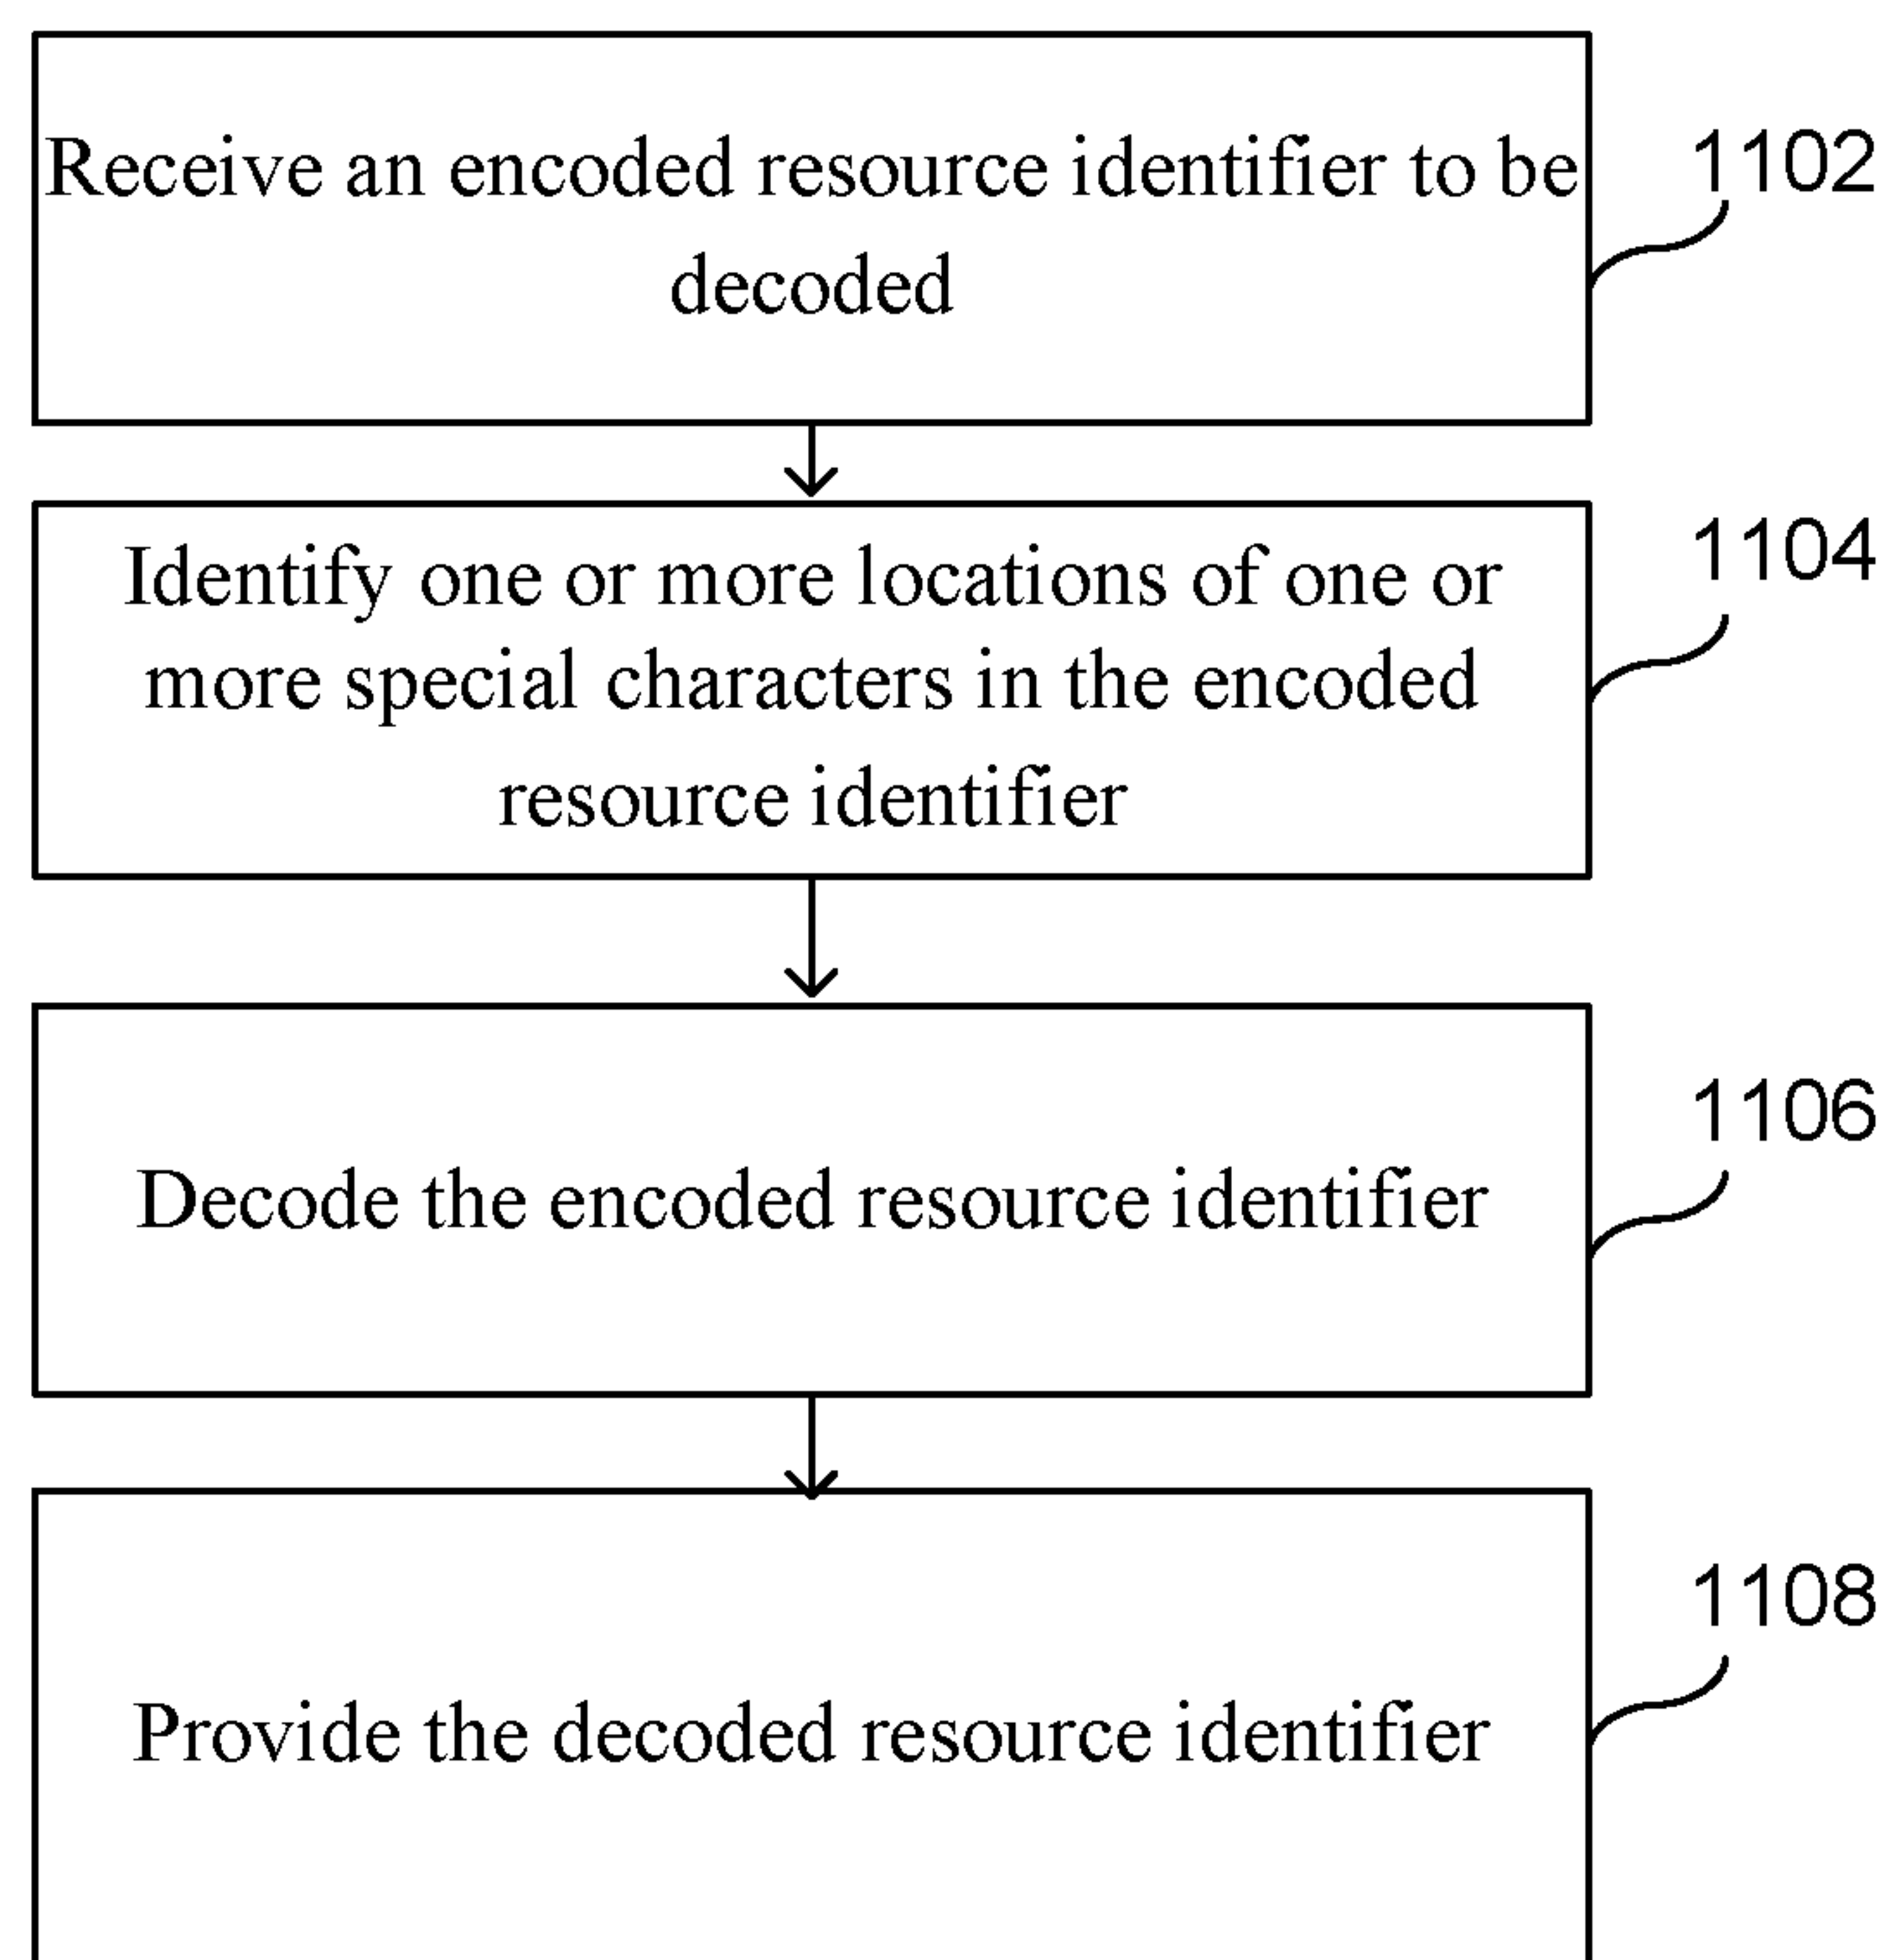 Receive an encoded resource identifier to be
decoded
1102
Identify one or more locations of one or
more special characters in the encoded
resource identifier
1104
Decode the encoded resource identifier
1106
Provide the decoded resource identifier
1108